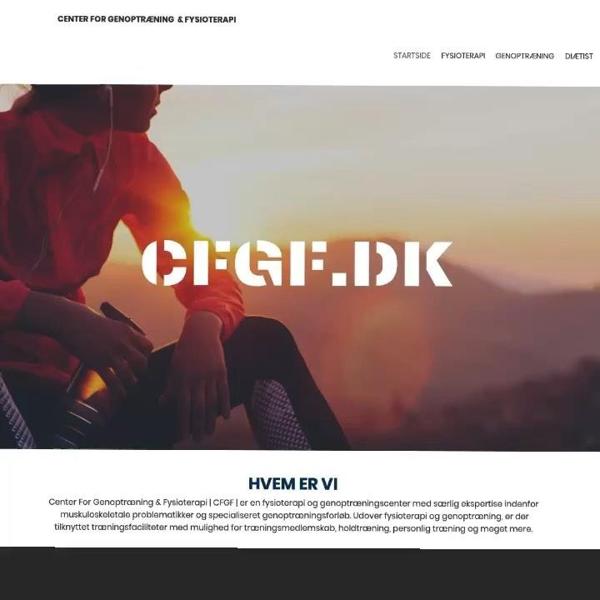 CENTER FOR GENOPTRÆNING & FYSIOTERAPI
STARTSIDE FYSIOTERAPI GENOPTRÆNING DIÆTIST
CFGF.DK
HVEM ER VI
Center For Genoptræning & Fysioterapi | CFGF | er en fysioterapi og genoptræningscenter med særlig ekspertise indenfor
muskuloskeletale problematikker og specialiseret genoptræningsforløb. Udover fysioterapi og genoptræning, er der
tilknyttet træningsfaciliteter med mulighed for træningsmedlemskab, holdtræning, personlig træning og meget mere.